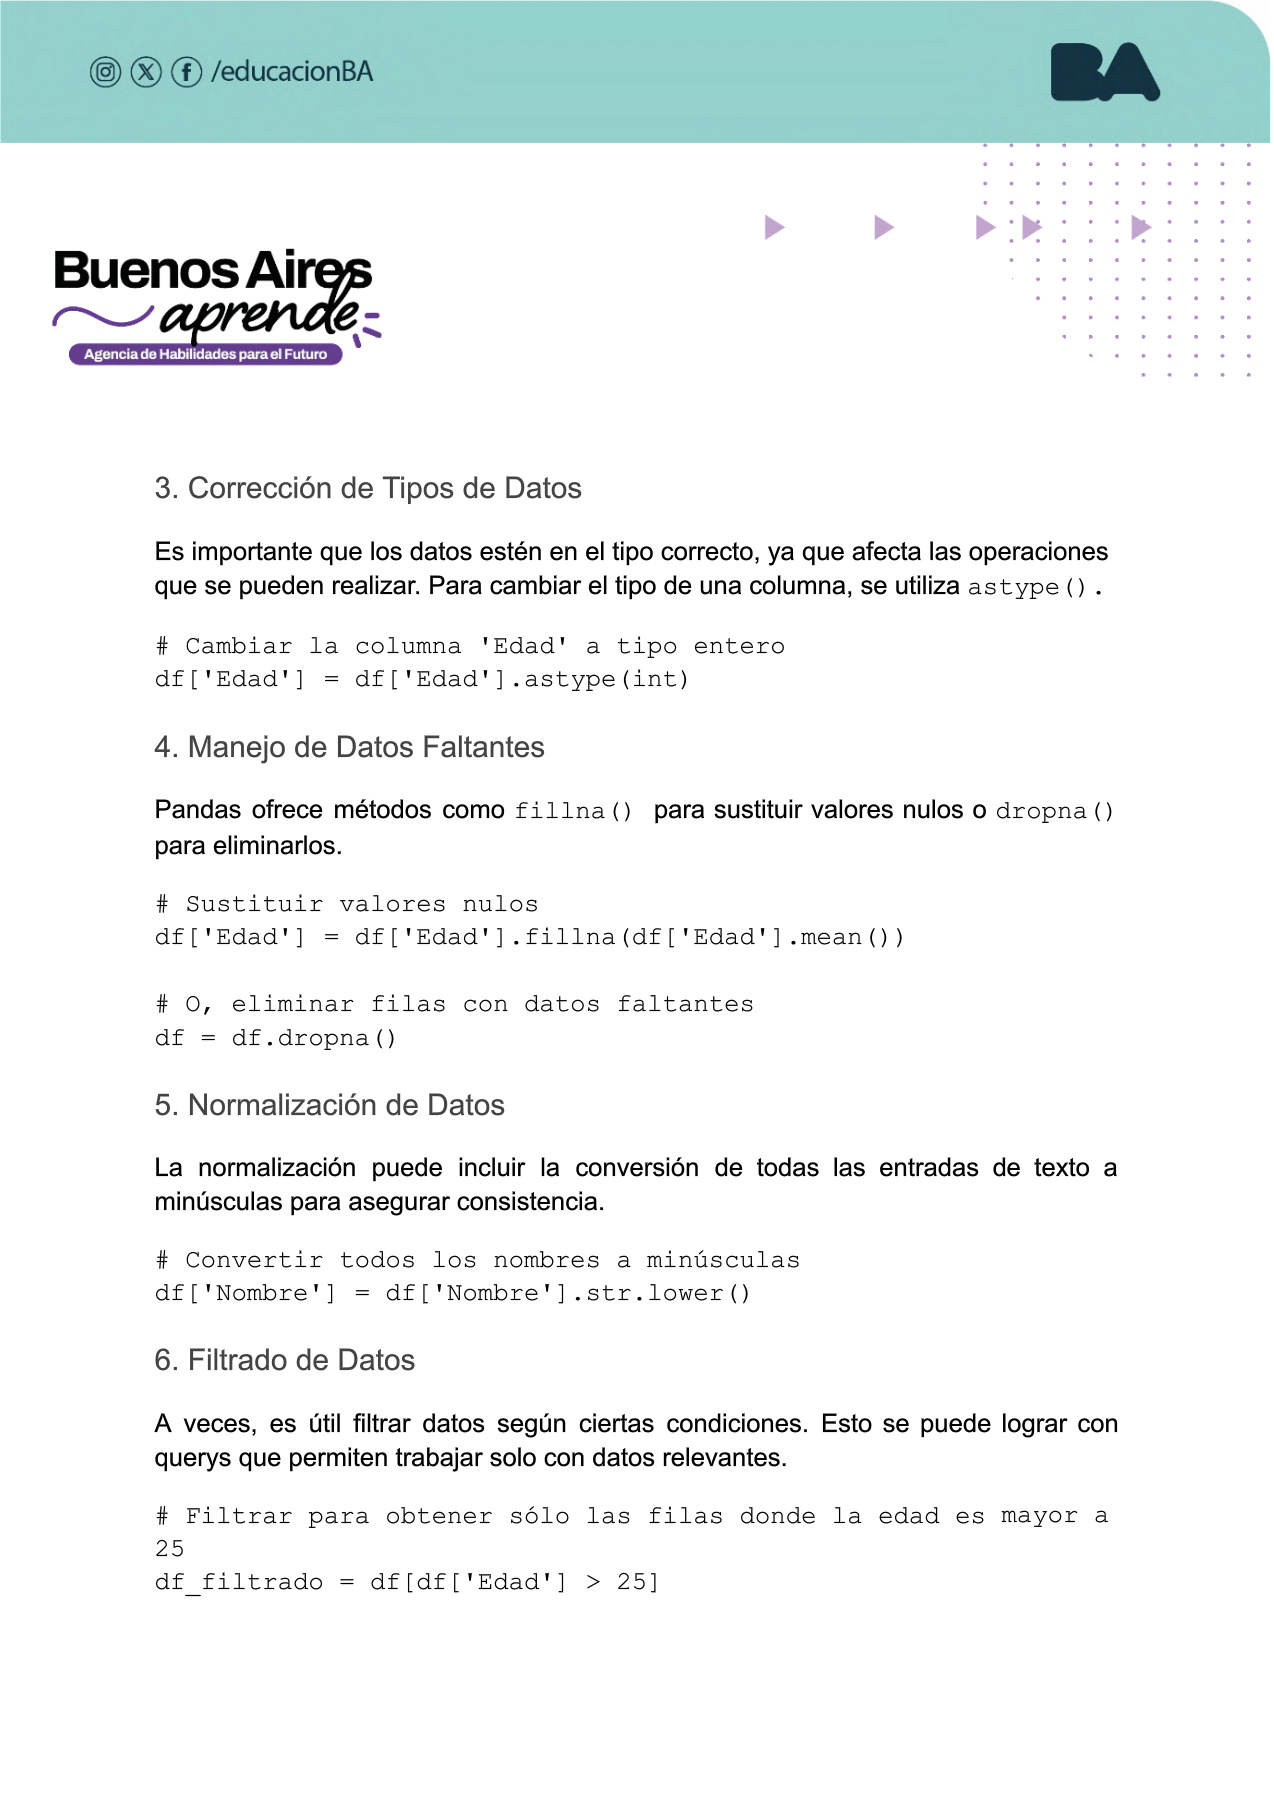 /educacionBA
BA
Buenos Aires
aprende
Agencia de Habilidades para el Futuro
3. Corrección de Tipos de Datos
Es importante que los datos estén en el tipo correcto, ya que afecta las operaciones
que se pueden realizar. Para cambiar el tipo de una columna, se utiliza astype().
# Cambiar la columna 'Edad' a tipo entero
df['Edad'] = df['Edad'].astype(int)
4. Manejo de Datos Faltantes
Pandas ofrece métodos como fillna() para sustituir valores nulos o dropna()
para eliminarlos.
# Sustituir valores nulos
df['Edad'] = df['Edad'].fillna(df['Edad'].mean())
# O, eliminar filas con datos faltantes
df = df.dropna()
5. Normalización de Datos
La normalización puede incluir la conversión de todas las entradas de texto a
minúsculas para asegurar consistencia.
# Convertir todos los nombres a minúsculas
df['Nombre'] = df['Nombre'].str.lower()
6. Filtrado de Datos
A veces, es útil filtrar datos según ciertas condiciones. Esto se puede lograr con
querys que permiten trabajar solo con datos relevantes.
# Filtrar para obtener sólo las filas donde la edad es mayor a
25
df_filtrado = df[df['Edad'] > 25]